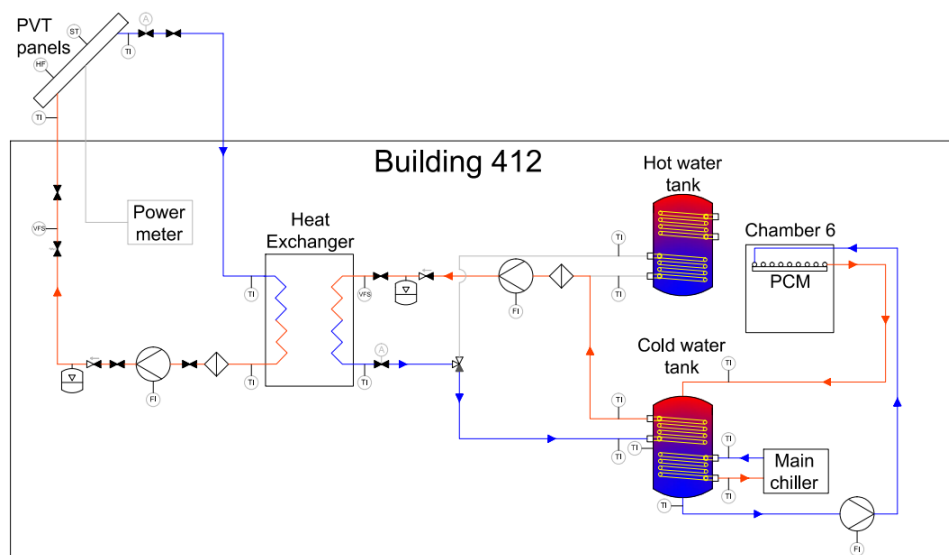 PVT
panels
ST
HF
A
TI
TI
Building 412
Hot water
tank
Power
meter
VFS
Heat
Exchanger
Chamber 6
PCM
TI
TI
TI
VFS
FI
A
TI
TI
FI
Cold water
tank
TI
TI
TI
TI
TI
Main
chiller
TI
TI
FI